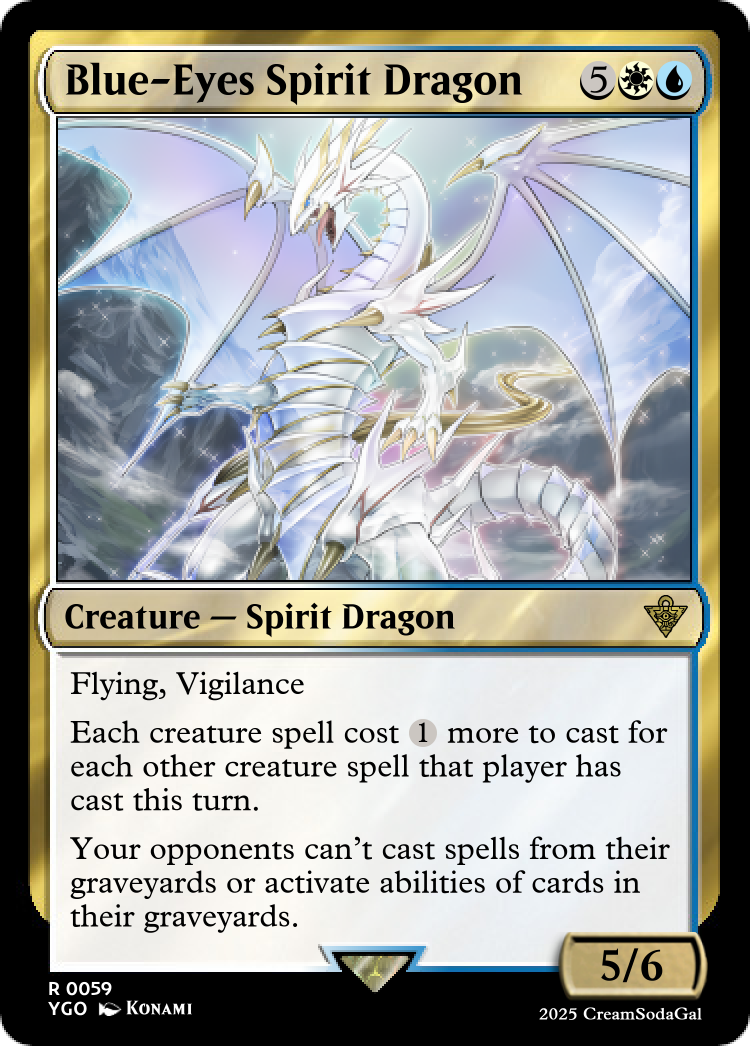 Blue-Eyes Spirit Dragon 5
Creature — Spirit Dragon
Flying, Vigilance
Each creature spell cost 1 more to cast for
each other creature spell that player has
cast this turn.
Your opponents can't cast spells from their
graveyards or activate abilities of cards in
their graveyards.
5/6
R 0059
YGO KONAMI
2025 CreamSodaGal